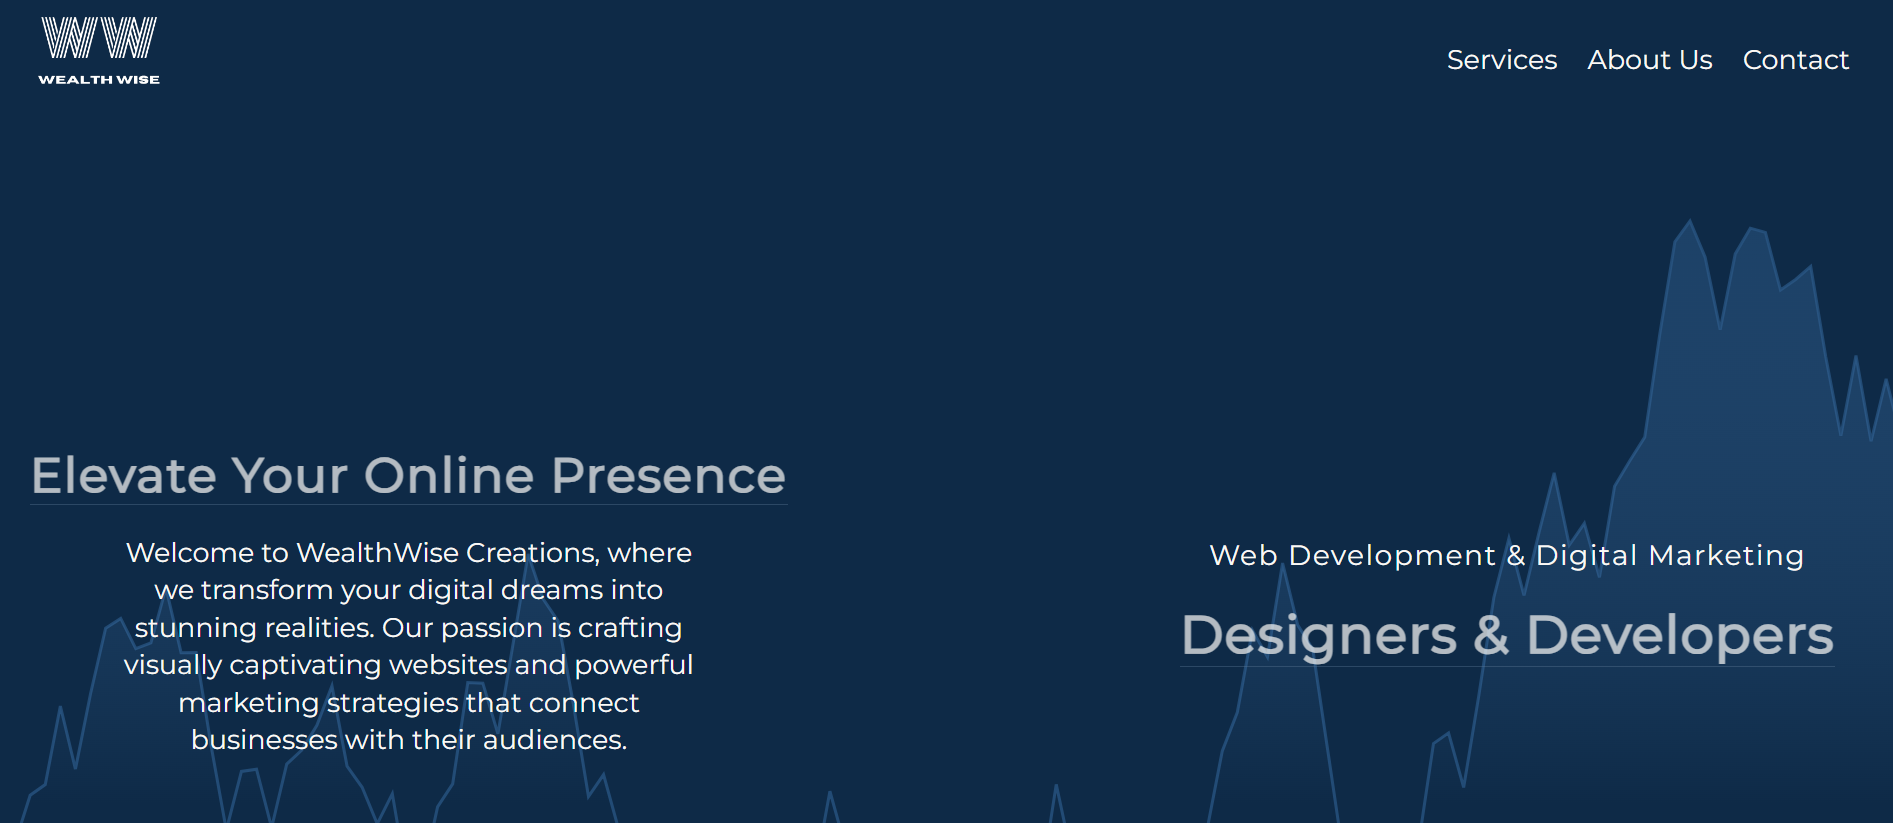 WW
WEALTH WISE
Services About Us Contact
Elevate Your Online Presence
Welcome to WealthWise Creations, where
we transform your digital dreams into
stunning realities. Our passion is crafting
visually captivating websites and powerful
marketing strategies that connect
businesses with their audiences.
Web Development & Digital Marketing
Designers & Developers